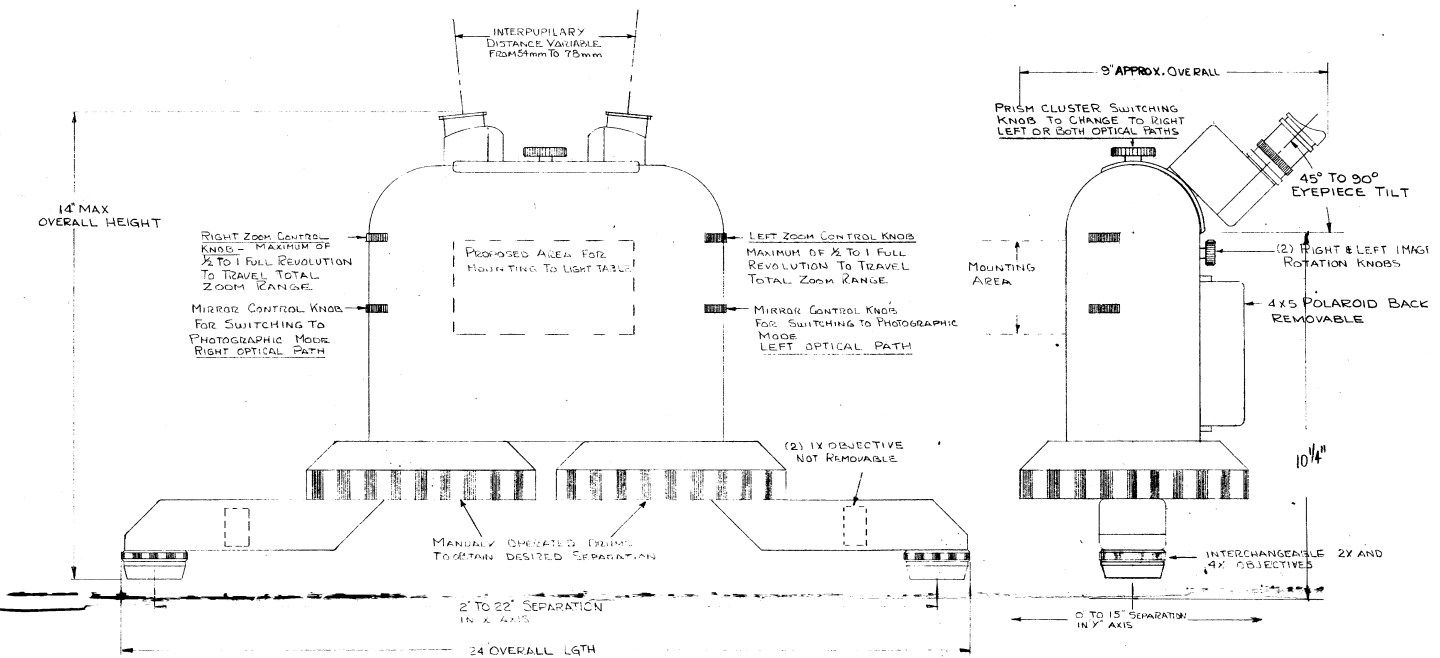 INTERPUPILARY
DISTANCE VARIABLE
FROM 54mm TO 78mm
14" MAX
OVERALL HEIGHT
RIGHT ZOOM CONTROL
KNOB - MAXIMUM OF
½ TO 1 FULL REVOLUTION
TO TRAVEL TOTAL
ZOOM RANGE
MIRROR CONTROL KNOB
FOR SWITCHING TO
PHOTOGRAPHIC MODE
RIGHT OPTICAL PATH
PROPOSED AREA FOR
MOUNTING TO LIGHT TABLE
LEFT ZOOM CONTROL KNOB
MAXIMUM OF ½ TO 1 FULL
REVOLUTION TO TRAVEL
TOTAL ZOOM RANGE
MIRROR CONTROL KNOB
FOR SWITCHING TO PHOTOGRAPHIC
MODE
LEFT OPTICAL PATH
(2) 1X OBJECTIVE
NOT REMOVABLE
MANUALY OPERATED DRUMS
TO OBTAIN DESIRED SEPARATION
2" TO 22" SEPARATION
IN X AXIS
24" OVERALL LGTH
9" APPROX. OVERALL
PRISM CLUSTER SWITCHING
KNOB TO CHANGE TO RIGHT
LEFT OR BOTH OPTICAL PATHS
45° TO 90°
EYEPIECE TILT
(2) RIGHT & LEFT IMAG
ROTATION KNOBS
MOUNTING
AREA
4X5 POLAROID BACK
REMOVABLE
10¼"
INTERCHANGEABLE 2X AND
4X OBJECTIVES
0" TO 15" SEPARATION
IN "Y" AXIS